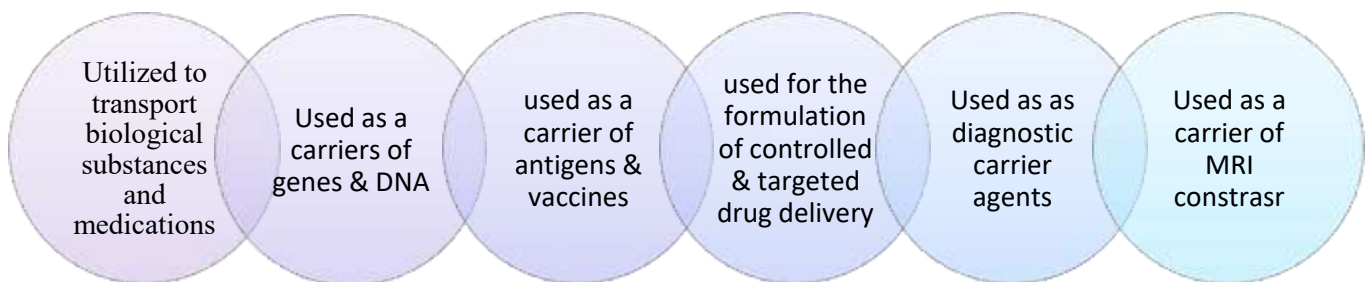 Utilized to
transport
biological
substances
and
medications
Used as a
carriers of
genes & DNA
used as a
carrier of
antigens &
vaccines
used for the
formulation
of controlled
& targeted
drug delivery
Used as as
diagnostic
carrier
agents
Used as a
carrier of
MRI
constrasr